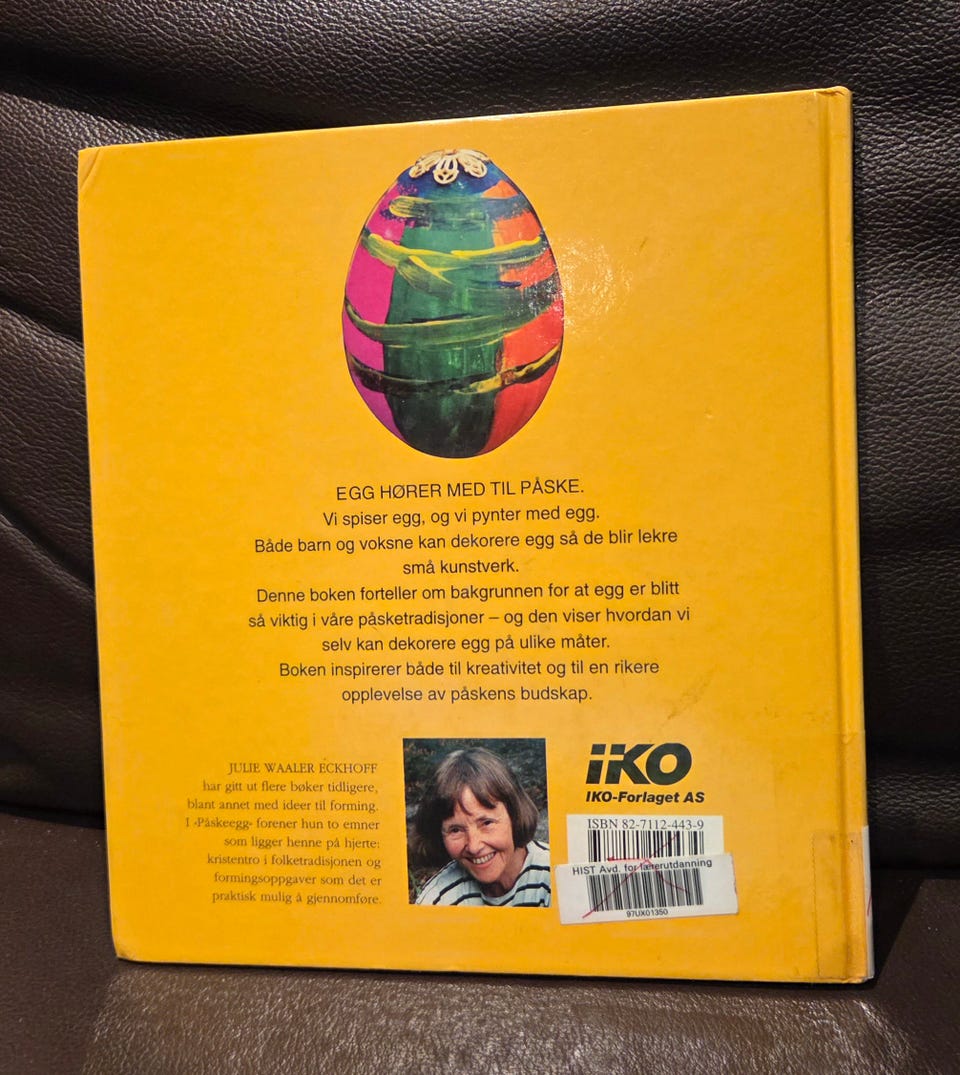 EGG HØRER MED TIL PÅSKE.
Vi spiser egg, og vi pynter med egg.
Både barn og voksne kan dekorere egg så de blir lekre
små kunstverk.
Denne boken forteller om bakgrunnen for at egg er blitt
så viktig i våre påsketradisjoner – og den viser hvordan vi
selv kan dekorere egg på ulike måter.
Boken inspirerer både til kreativitet og til en rikere
opplevelse av påskens budskap.
JULIE WAALER ECKHOFF
har gitt ut flere bøker tidligere,
blant annet med ideer til forming.
I «Påskeegg» forener hun to emner
som ligger henne på hjerte:
kristentro i folketradisjonen og
formingsoppgaver som det er
praktisk mulig å gjennomføre.
IKO
IKO-Forlaget AS
ISBN 82-7112-443-9
HIST Avd. for lærerutdanning
97UX01350